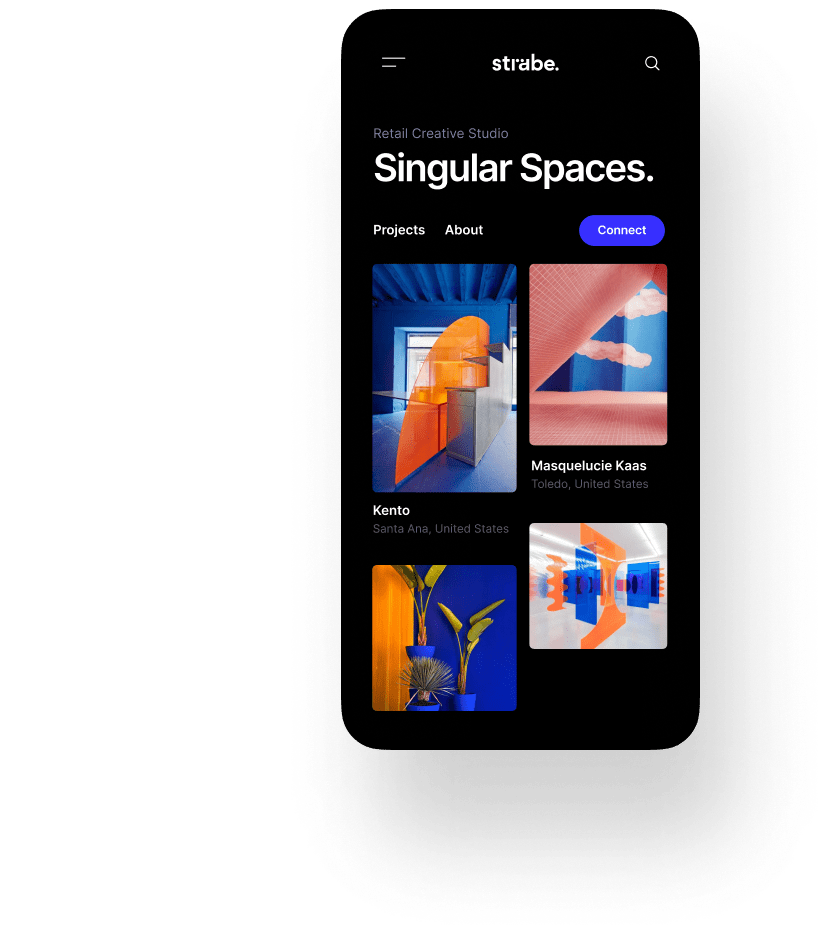 strabe.
Retail Creative Studio
Singular Spaces.
Projects About Connect
Masquelucie Kaas
Toledo, United States
Kento
Santa Ana, United States